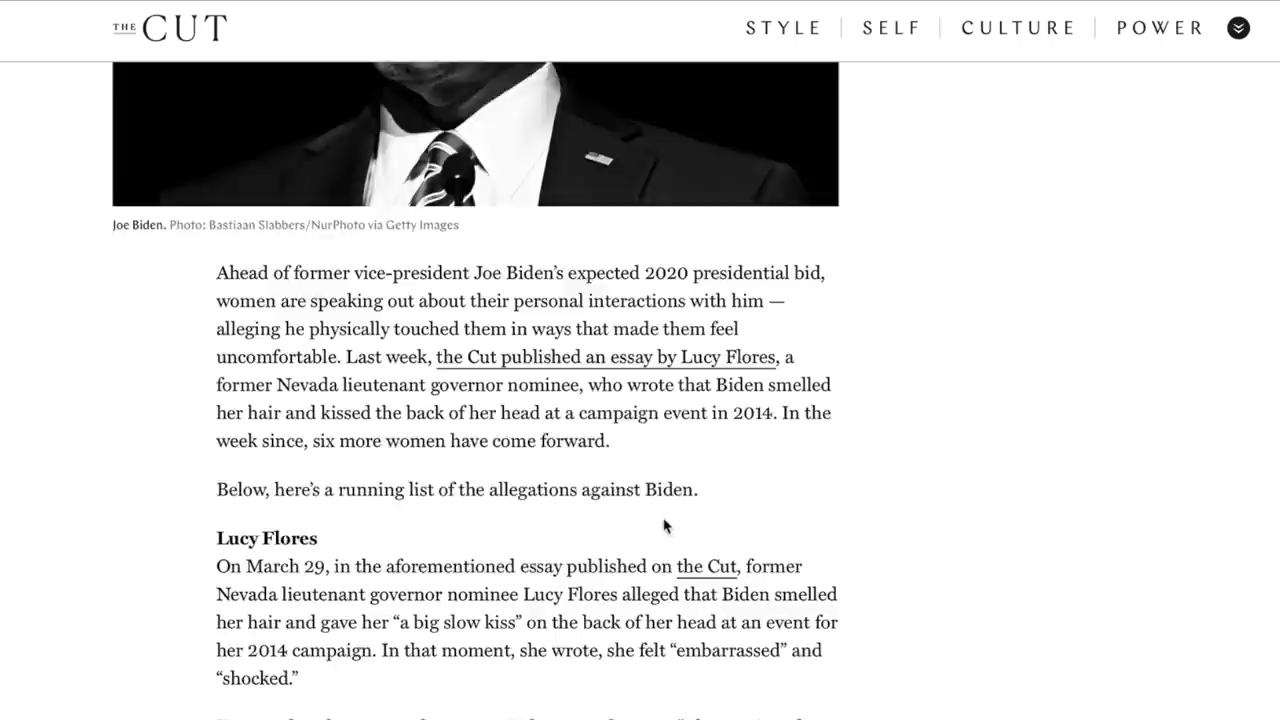 THE CUT
STYLE | SELF | CULTURE | POWER
Joe Biden. Photo: Bastiaan Slabbers/NurPhoto via Getty Images
Ahead of former vice-president Joe Biden’s expected 2020 presidential bid,
women are speaking out about their personal interactions with him —
alleging he physically touched them in ways that made them feel
uncomfortable. Last week, the Cut published an essay by Lucy Flores, a
former Nevada lieutenant governor nominee, who wrote that Biden smelled
her hair and kissed the back of her head at a campaign event in 2014. In the
week since, six more women have come forward.
Below, here’s a running list of the allegations against Biden.
Lucy Flores
On March 29, in the aforementioned essay published on the Cut, former
Nevada lieutenant governor nominee Lucy Flores alleged that Biden smelled
her hair and gave her “a big slow kiss” on the back of her head at an event for
her 2014 campaign. In that moment, she wrote, she felt “embarrassed” and
“shocked.”